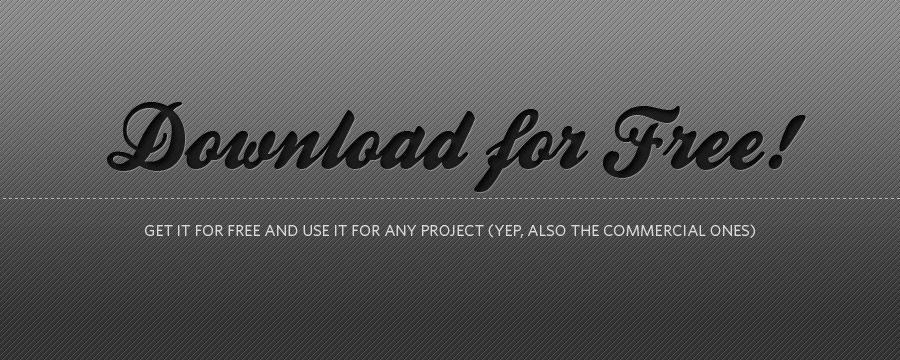 Download for Free!
GET IT FOR FREE AND USE IT FOR ANY PROJECT (YEP, ALSO THE COMMERCIAL ONES)